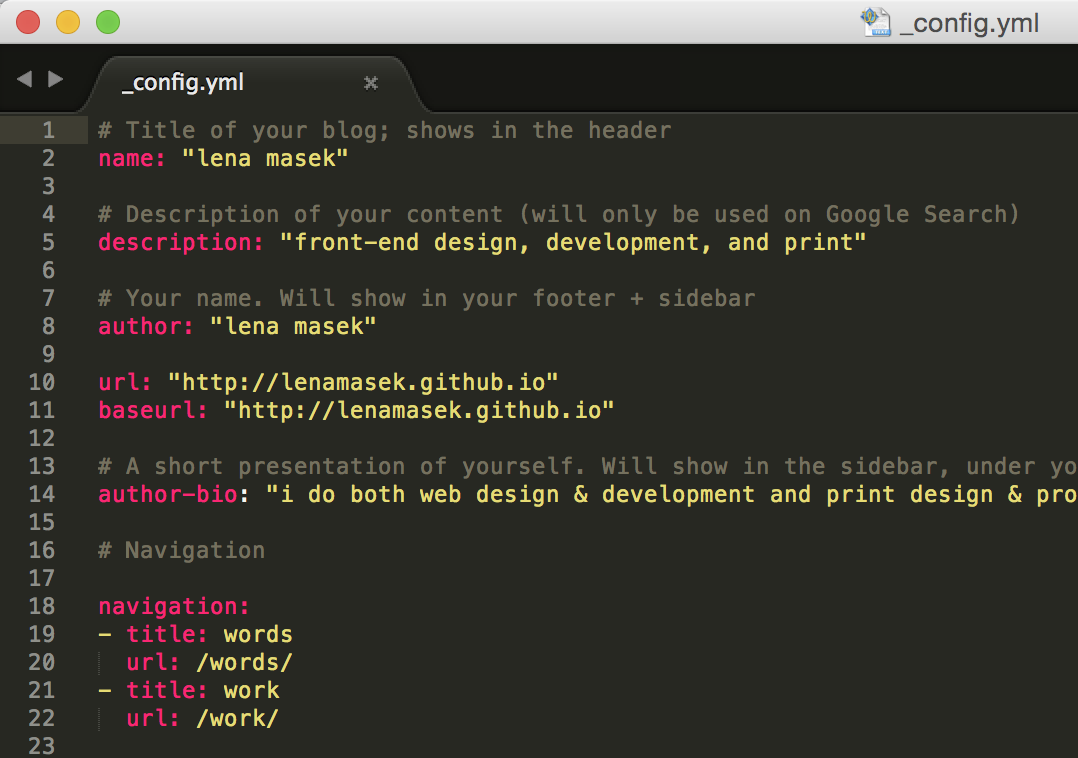 _config.yml
_config.yml
1 # Title of your blog; shows in the header
2 name: "lena masek"
3
4 # Description of your content (will only be used on Google Search)
5 description: "front-end design, development, and print"
6
7 # Your name. Will show in your footer + sidebar
8 author: "lena masek"
9
10 url: "http://lenamasek.github.io"
11 baseurl: "http://lenamasek.github.io"
12
13 # A short presentation of yourself. Will show in the sidebar, under yo
14 author-bio: "i do both web design & development and print design & pro
15
16 # Navigation
17
18 navigation:
19 - title: words
20 url: /words/
21 - title: work
22 url: /work/
23